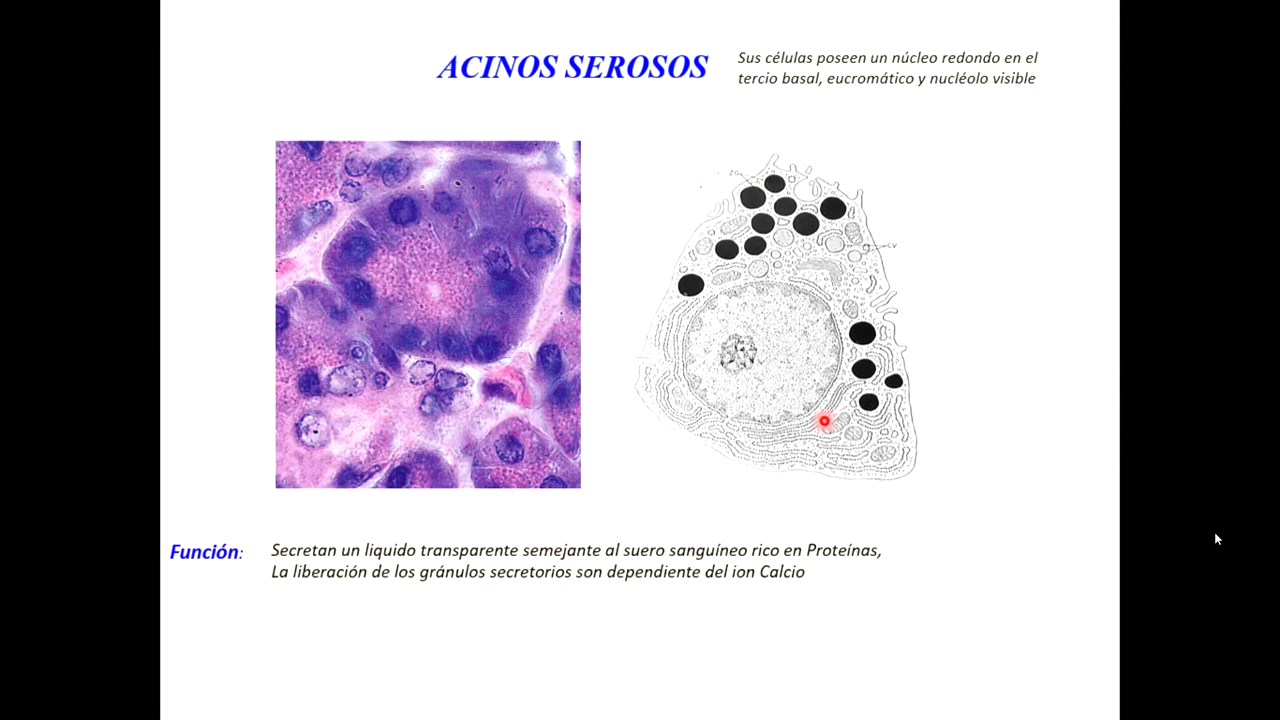 ACINOS SEROSOS
Sus células poseen un núcleo redondo en el
tercio basal, eucromático y nucléolo visible
CV
Función:
Secretan un liquido transparente semejante al suero sanguíneo rico en Proteínas,
La liberación de los gránulos secretorios son dependiente del ion Calcio